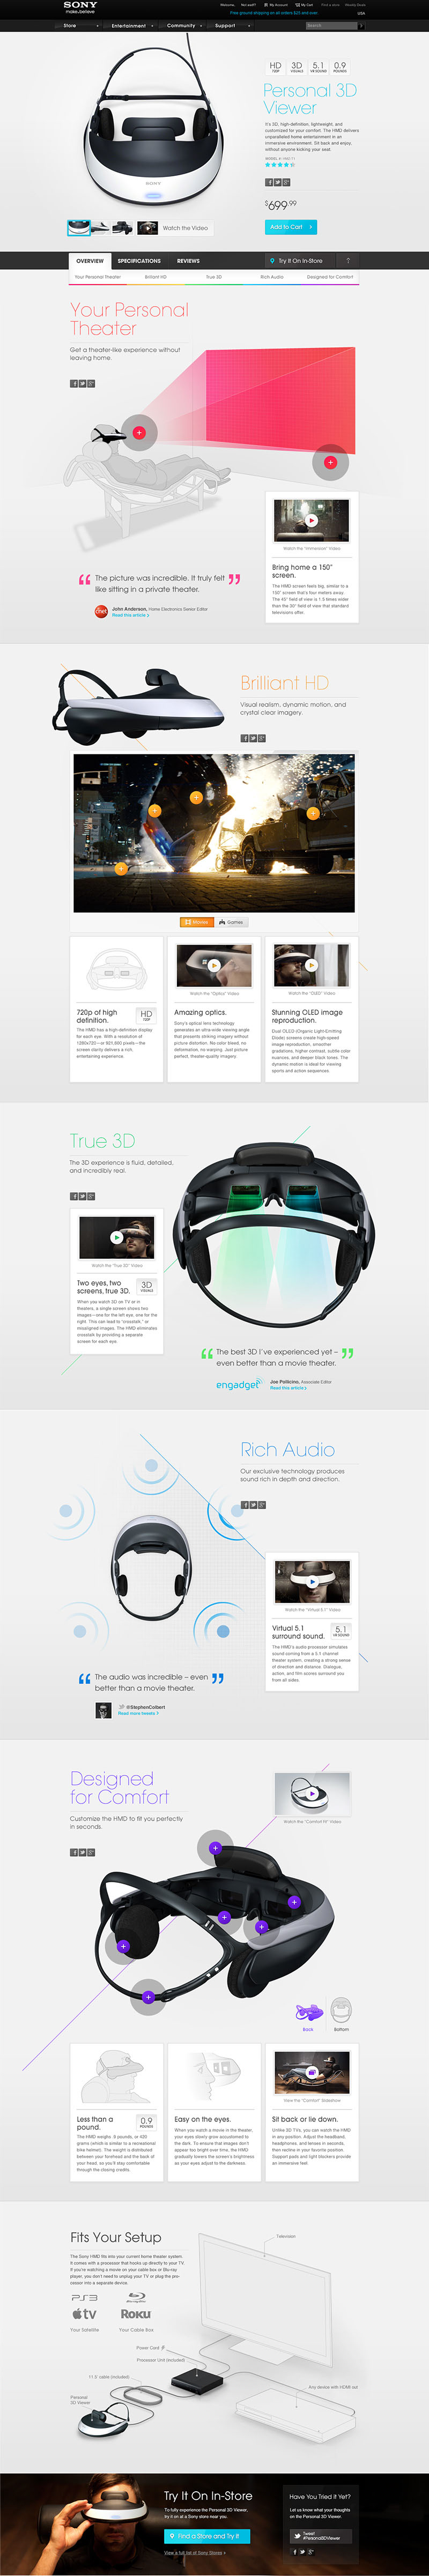 SONY
make.believe
Welcome.
Not well?
My Account
My Cart
Find a store
Weekly Deals
Free ground shipping on all orders $25 and over.
USA
Store
Entertainment
Community
Support
Search
HD
720P
3D
VISUALS
5.1
VR SOUND
0.9
POUNDS
Personal 3D
Viewer
It's 3D, high-definition, lightweight, and
customized for your comfort. The HMD delivers
unparalleled home entertainment in an
immersive environment. Sit back and enjoy,
without anyone kicking your seat.
$699.99
Add to Cart
SONY
Watch the Video
OVERVIEW
SPECIFICATIONS
REVIEWS
Try It On In-Store
?
Your Personal Theater
Brilliant HD
True 3D
Rich Audio
Designed for Comfort
Your Personal
Theater
Get a theater-like experience without
leaving home.
Watch the "Immersion" Video
Bring home a 150"
screen.
The HMD screen feels big, similar to a
150" screen that's four meters away.
The 45° field of view is 1.5 times wider
than the 30° field of view that standard
televisions offer.
“ The picture was incredible. It truly felt ”
like sitting in a private theater.
cnet
John Anderson, Home Electronics Senior Editor
Read this article
Brilliant HD
Visual realism, dynamic motion, and
crystal clear imagery.
Movies
Games
720p of high
definition.
HD
720P
The HMD has a high-definition display
for each eye. With a resolution of
1280x720—or 921,600 pixels—the
screen clarity delivers a rich,
entertaining experience.
Watch the "Optics" Video
Amazing optics.
Sony's optical lens technology
generates an ultra-wide viewing angle
that presents striking imagery without
picture distortion. No color bleed, no
deformation, no warping. Just picture
perfect, theater-quality imagery.
Watch the "OLED" Video
Stunning OLED image
reproduction.
Dual OLED (Organic Light-Emitting
Diode) screens create high-speed
image reproduction, smoother
gradations, higher contrast, subtle color
nuances, and deeper black tones. The
dynamic motion is ideal for viewing
sports and action sequences.
True 3D
The 3D experience is fluid, detailed,
and incredibly real.
Watch the "True 3D" Video
Two eyes, two
screens, true 3D.
3D
VISUALS
When you watch 3D on TV or in
theaters, a single screen shows two
images—one for the left eye, one for the
right. This can lead to "crosstalk," or
misaligned images. The HMD eliminates
crosstalk by providing a separate
screen for each eye.
“ The best 3D I've experienced yet – ”
even better than a movie theater.
engadget
Joe Pollicino, Associate Editor
Read this article
Rich Audio
Our exclusive technology produces
sound rich in depth and direction.
Watch the "Virtual 5.1" Video
Virtual 5.1
surround sound.
5.1
VR SOUND
The HMD's audio processor simulates
sound coming from a 5.1 channel
theater system, creating a strong sense
of direction and distance. Dialogue,
action, and film scores surround you
from all sides.
“ The audio was incredible – even ”
better than a movie theater.
@StephenColbert
Read more tweets
Designed
for Comfort
Customize the HMD to fit you perfectly
in seconds.
Watch the "Comfort Fit" Video
Back
Bottom
Less than a
pound.
0.9
POUNDS
The HMD weighs .9 pounds, or 420
grams (which is similar to a recreational
bike helmet). The weight is distributed
between your forehead and the back of
your head, so you'll stay comfortable
through the closing credits.
Easy on the eyes.
When you watch a movie in the theater,
your eyes slowly grow accustomed to
the dark. To ensure that images don't
appear too bright over time, the HMD
gradually lowers the screen's brightness
as your eyes adjust to the darkness.
View the "Comfort" Slideshow
Sit back or lie down.
Unlike 3D TVs, you can watch the HMD
in any position. Adjust the headband,
headphones, and lenses in seconds,
then recline in your favorite position.
Support pads and light blockers provide
an immersive feel.
Fits Your Setup
The Sony HMD fits into your current home theater system.
It comes with a processor that hooks up directly to your TV.
If you're watching a movie on your cable box or Blu-ray
player, you don't need to unplug your TV or plug the pro-
cessor into a separate device.
PS3
Blu-ray
tv
Roku
Your Satellite
Your Cable Box
Television
Power Cord
Processor Unit (included)
11.5' cable (included)
Any device with HDMI out
Personal
3D Viewer
Try It On In-Store
To fully experience the Personal 3D Viewer,
try it on at a Sony store near you.
Find a Store and Try It
View a full list of Sony Stores
Have You Tried It Yet?
Let us know what your thoughts
on the Personal 3D Viewer.
Tweet
#Personal3DViewer